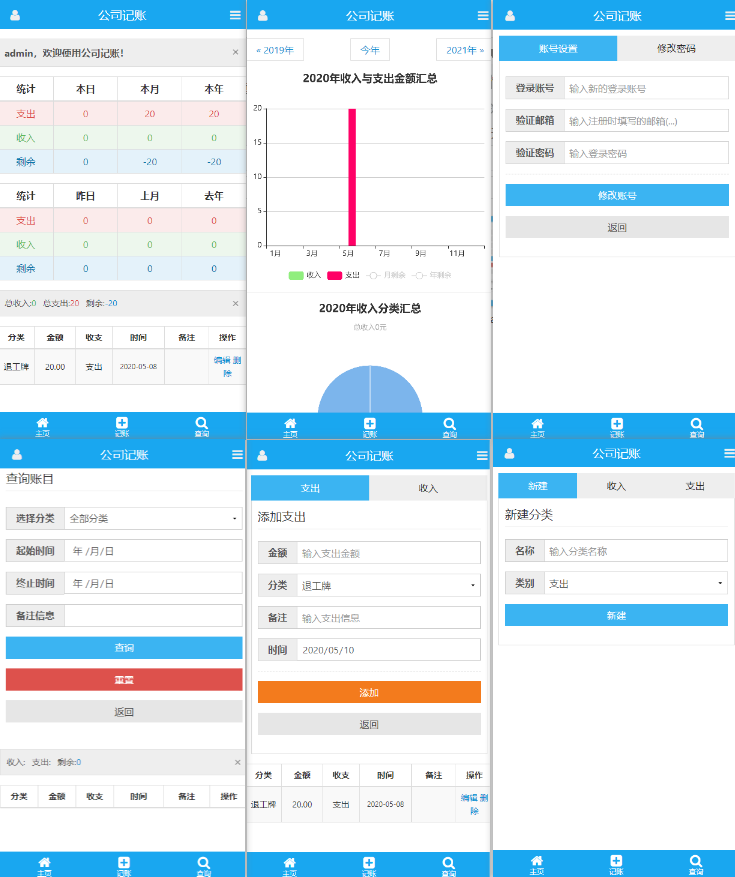 公司记账
admin，欢迎使用公司记账！ ×
统计 本日 本月 本年
支出 0 20 20
收入 0 0 0
剩余 0 -20 -20
统计 昨日 上月 去年
支出 0 0 0
收入 0 0 0
剩余 0 0 0
总收入:0 总支出:20 剩余:-20 ×
分类 金额 收支 时间 备注 操作
退工牌 20.00 支出 2020-05-08 编辑 删
除
主页 记账 查询
公司记账
« 2019年 今年 2021年 »
2020年收入与支出金额汇总
20
15
10
5
0
1月 3月 5月 7月 9月 11月
收入 支出 月剩余 年剩余
2020年收入分类汇总
总收入0元
主页 记账 查询
公司记账
账号设置 修改密码
登录账号 输入新的登录账号
验证邮箱 输入注册时填写的邮箱(...)
验证密码 输入登录密码
修改账号
返回
主页 记账 查询
公司记账
查询账目
选择分类 全部分类
起始时间 年 /月/日
终止时间 年 /月/日
备注信息
查询
重置
返回
收入: 支出: 剩余:0 ×
分类 金额 收支 时间 备注 操作
主页 记账 查询
公司记账
支出 收入
添加支出
金额 输入支出金额
分类 退工牌
备注 输入支出信息
时间 2020/05/10
添加
返回
分类 金额 收支 时间 备注 操作
退工牌 20.00 支出 2020-05-08 编辑 删
除
主页 记账 查询
公司记账
新建 收入 支出
新建分类
名称 输入分类名称
类别 支出
新建
主页 记账 查询